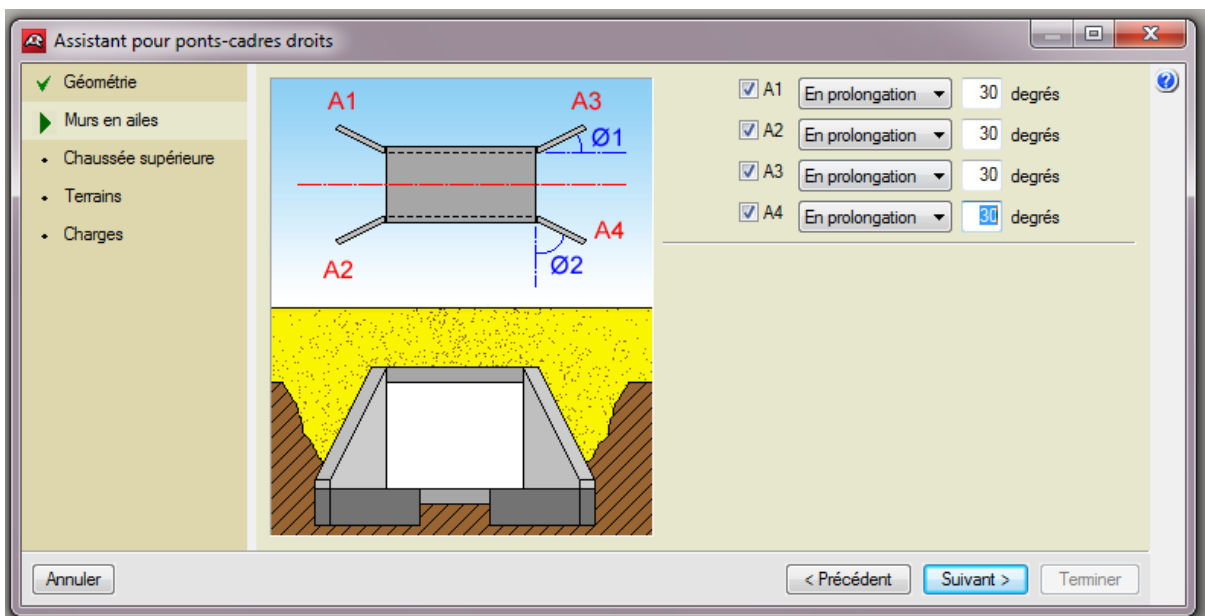 Assistant pour ponts-cadres droits
Géométrie
Murs en ailes
Chaussée supérieure
Terrains
Charges
A1
A3
Ø1
A4
A2
Ø2
A1 En prolongation 30 degrés
A2 En prolongation 30 degrés
A3 En prolongation 30 degrés
A4 En prolongation 30 degrés
Annuler
< Précédent
Suivant >
Terminer